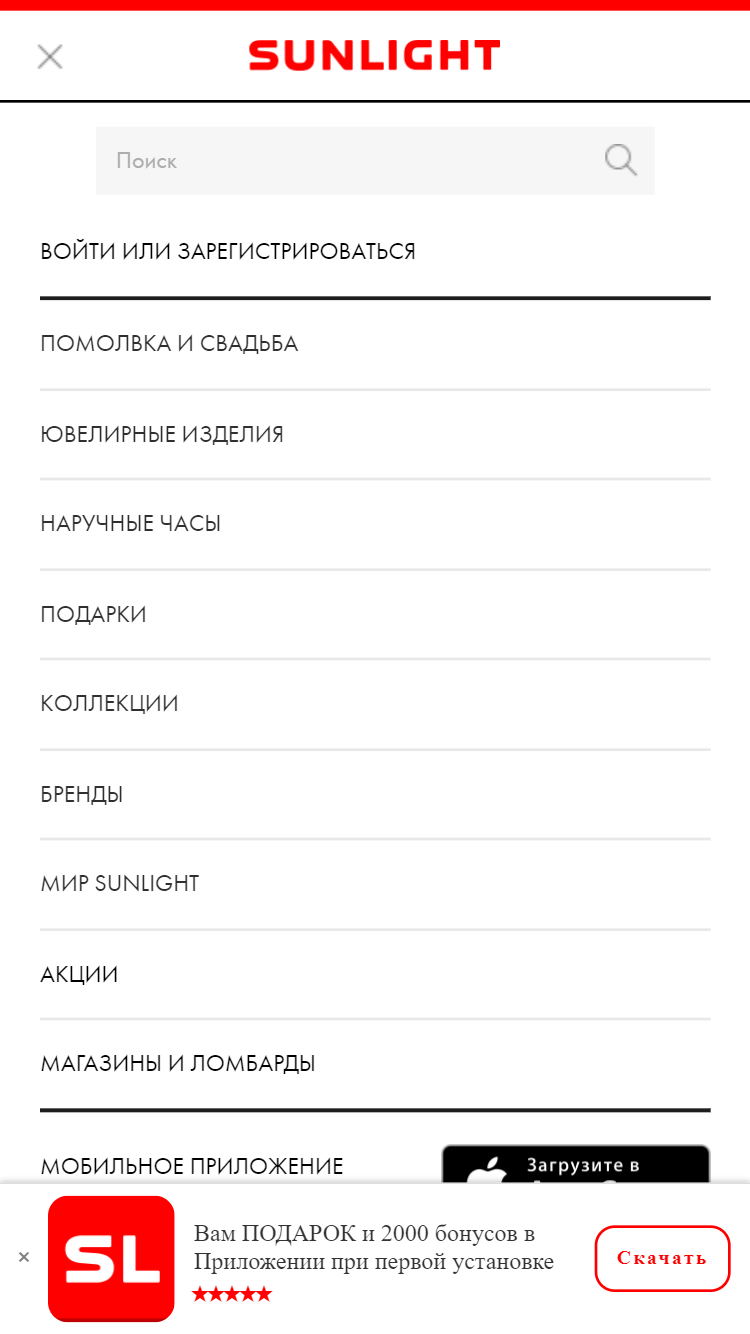 SUNLIGHT
Поиск
ВОЙТИ ИЛИ ЗАРЕГИСТРИРОВАТЬСЯ
ПОМОЛВКА И СВАДЬБА
ЮВЕЛИРНЫЕ ИЗДЕЛИЯ
НАРУЧНЫЕ ЧАСЫ
ПОДАРКИ
КОЛЛЕКЦИИ
БРЕНДЫ
МИР SUNLIGHT
АКЦИИ
МАГАЗИНЫ И ЛОМБАРДЫ
МОБИЛЬНОЕ ПРИЛОЖЕНИЕ
Загрузите в
SL
Вам ПОДАРОК и 2000 бонусов в
Приложении при первой установке
Скачать